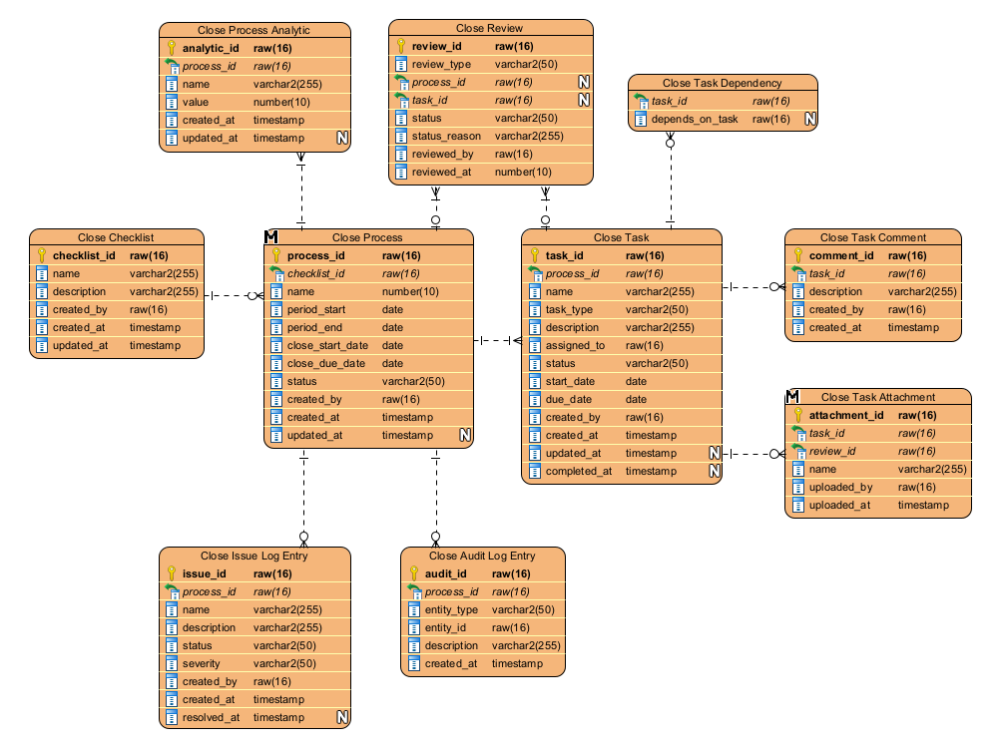 Close Process Analytic
analytic_id raw(16)
process_id raw(16)
name varchar2(255)
value number(10)
created_at timestamp
updated_at timestamp N
Close Review
review_id raw(16)
review_type varchar2(50)
process_id raw(16) N
task_id raw(16) N
status varchar2(50)
status_reason varchar2(255)
reviewed_by raw(16)
reviewed_at number(10)
Close Task Dependency
task_id raw(16)
depends_on_task raw(16) N
Close Checklist
checklist_id raw(16)
name varchar2(255)
description varchar2(255)
created_by raw(16)
created_at timestamp
updated_at timestamp
M Close Process
process_id raw(16)
checklist_id raw(16)
name number(10)
period_start date
period_end date
close_start_date date
close_due_date date
status varchar2(50)
created_by raw(16)
created_at timestamp
updated_at timestamp N
Close Task
task_id raw(16)
process_id raw(16)
name varchar2(255)
task_type varchar2(50)
description varchar2(255)
assigned_to raw(16)
status varchar2(50)
start_date date
due_date date
created_by raw(16)
created_at timestamp
updated_at timestamp N
completed_at timestamp N
Close Task Comment
comment_id raw(16)
task_id raw(16)
description varchar2(255)
created_by raw(16)
created_at timestamp
M Close Task Attachment
attachment_id raw(16)
task_id raw(16)
review_id raw(16)
name varchar2(255)
uploaded_by raw(16)
uploaded_at timestamp
Close Issue Log Entry
issue_id raw(16)
process_id raw(16)
name varchar2(255)
description varchar2(255)
status varchar2(50)
severity varchar2(50)
created_by raw(16)
created_at timestamp
resolved_at timestamp N
Close Audit Log Entry
audit_id raw(16)
process_id raw(16)
entity_type varchar2(50)
entity_id raw(16)
description varchar2(255)
created_at timestamp